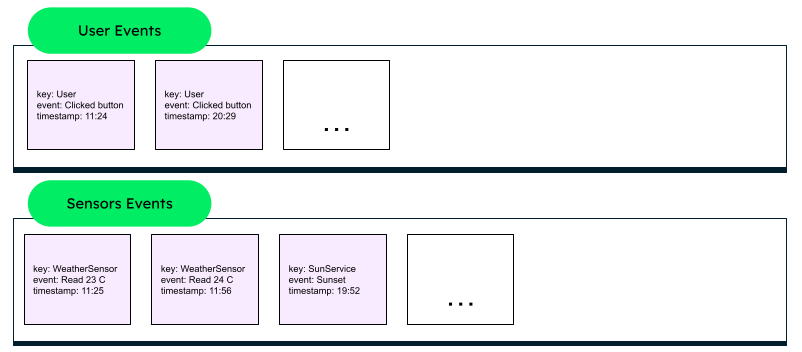 User Events
key: User
event: Clicked button
timestamp: 11:24
key: User
event: Clicked button
timestamp: 20:29
...
Sensors Events
key: WeatherSensor
event: Read 23 C
timestamp: 11:25
key: WeatherSensor
event: Read 24 C
timestamp: 11:56
key: SunService
event: Sunset
timestamp: 19:52
...